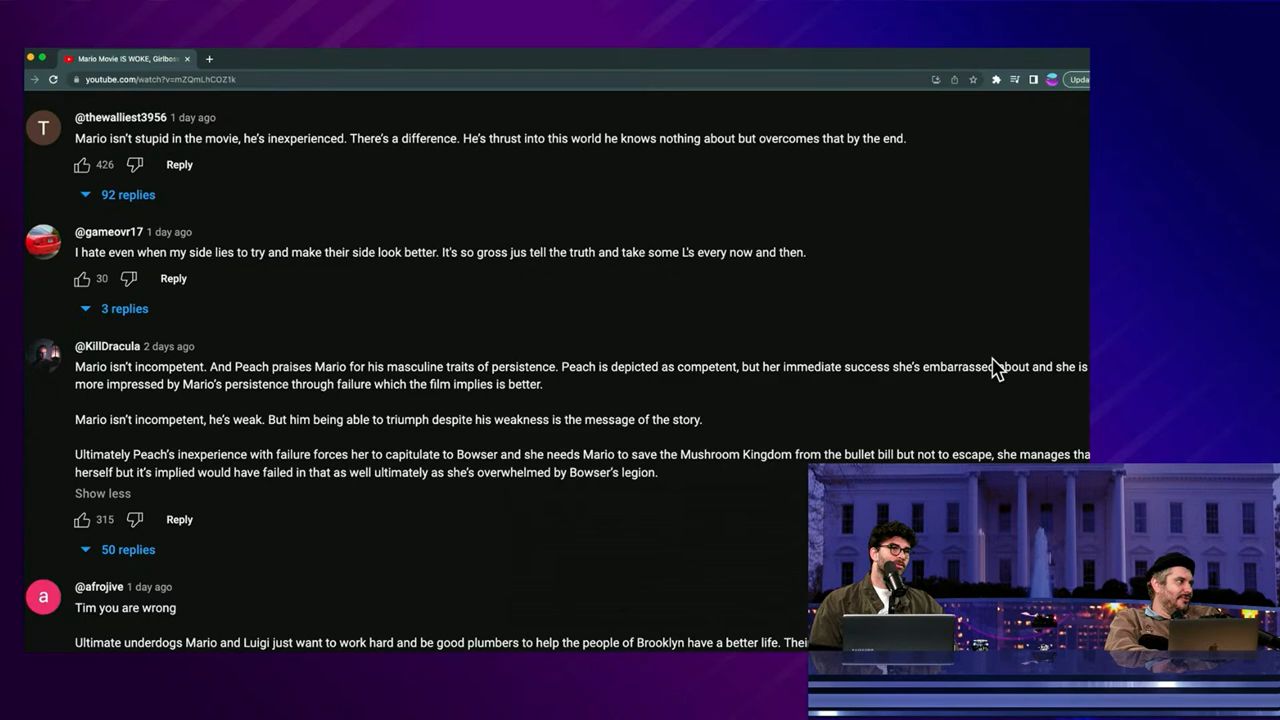 Mario Movie IS WOKE, Girlbos
youtube.com/watch?v=mZQmLhCOZ1k
Upda
T
@thewalliest3956 1 day ago
Mario isn't stupid in the movie, he's inexperienced. There's a difference. He's thrust into this world he knows nothing about but overcomes that by the end.
426 Reply
92 replies
@gameovr17 1 day ago
I hate even when my side lies to try and make their side look better. It's so gross jus tell the truth and take some L's every now and then.
30 Reply
3 replies
@KillDracula 2 days ago
Mario isn't incompetent. And Peach praises Mario for his masculine traits of persistence. Peach is depicted as competent, but her immediate success she's embarrassed about and she is
more impressed by Mario's persistence through failure which the film implies is better.
Mario isn't incompetent, he's weak. But him being able to triumph despite his weakness is the message of the story.
Ultimately Peach's inexperience with failure forces her to capitulate to Bowser and she needs Mario to save the Mushroom Kingdom from the bullet bill but not to escape, she manages tha
herself but it's implied would have failed in that as well ultimately as she's overwhelmed by Bowser's legion.
Show less
315 Reply
50 replies
a
@afrojive 1 day ago
Tim you are wrong
Ultimate underdogs Mario and Luigi just want to work hard and be good plumbers to help the people of Brooklyn have a better life. Thei